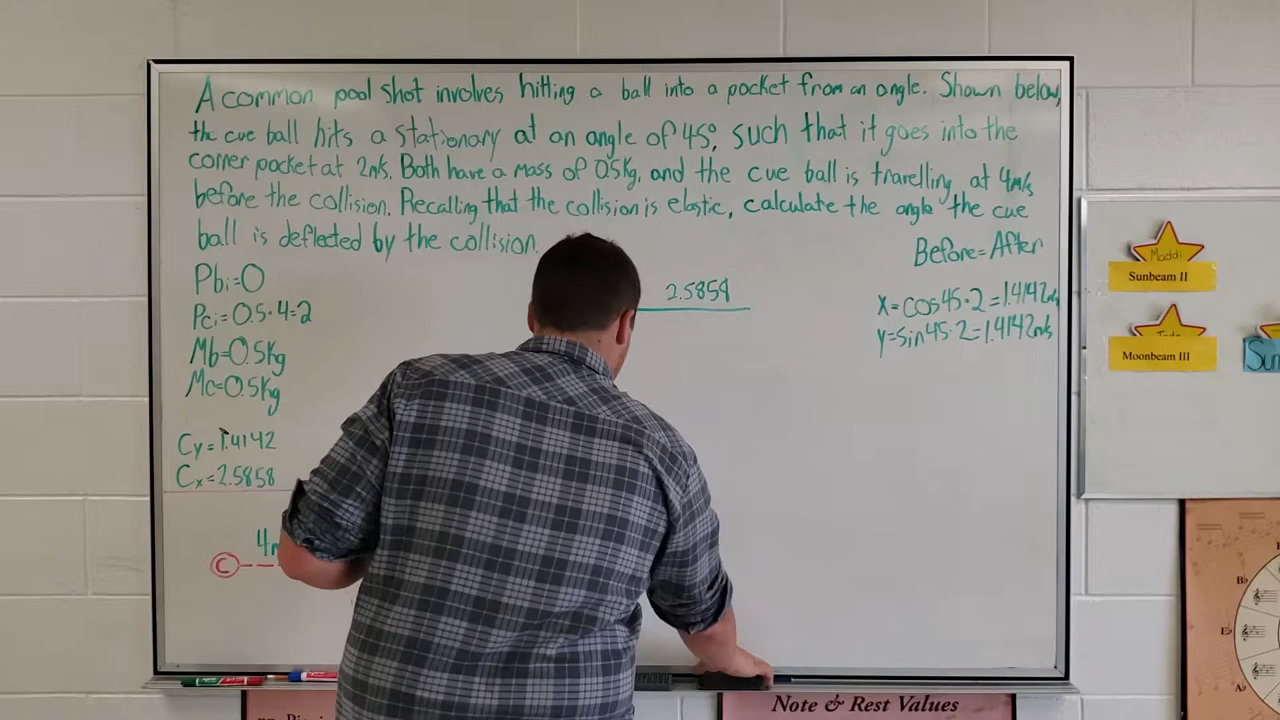 A common pool shot involves hitting a ball into a pocket from an angle. Shown below,
the cue ball hits a stationary at an angle of 45°, such that it goes into the
corner pocket at 2m/s. Both have a mass of 0.5Kg, and the cue ball is travelling at 4m/s
before the collision. Recalling that the collision is elastic, calculate the angle the cue
ball is deflected by the collision.
Before = After
Pbi=0
Pci=0.5·4=2
Mb=0.5Kg
Mc=0.5Kg
Cy=1.4142
Cx=2.5858
2.5858
x=cos45·2=1.4142m/s
y=sin45·2=1.4142m/s
4m
C
Maddi
Sunbeam II
Moonbeam III
Sun
Note & Rest Values
B♭
E♭
A♭